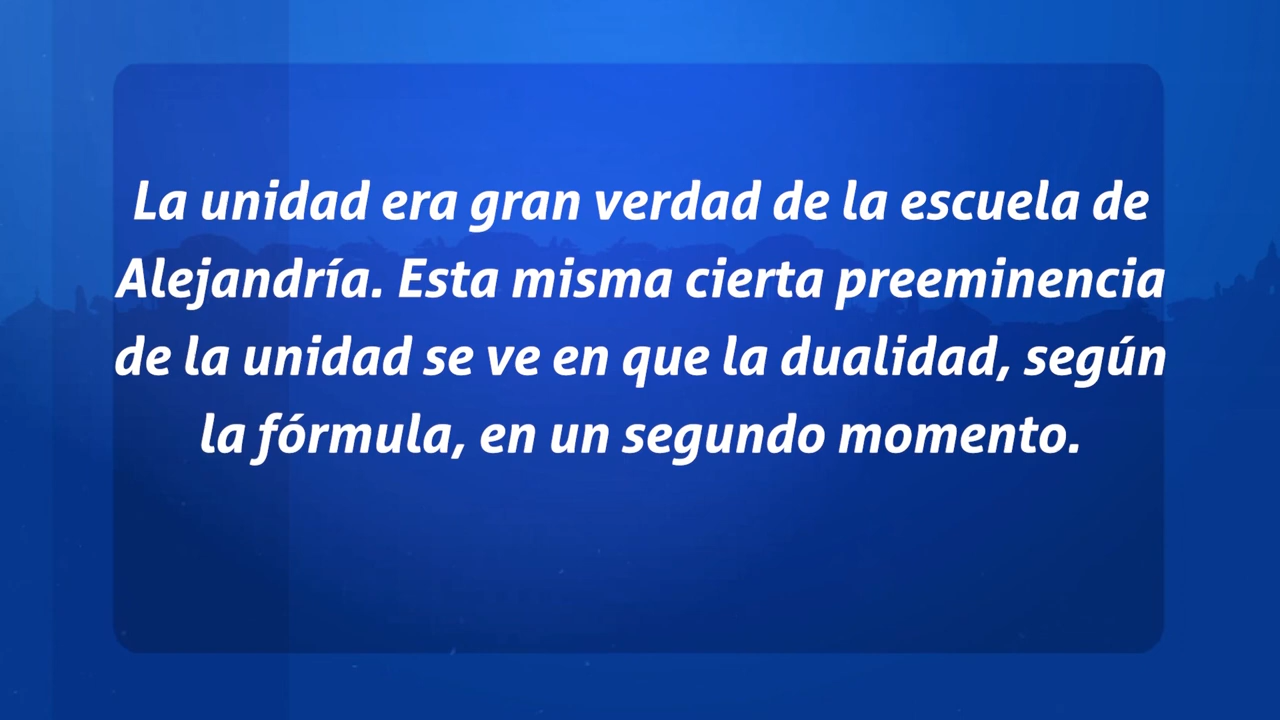 La unidad era gran verdad de la escuela de
Alejandría. Esta misma cierta preeminencia
de la unidad se ve en que la dualidad, según
la fórmula, en un segundo momento.